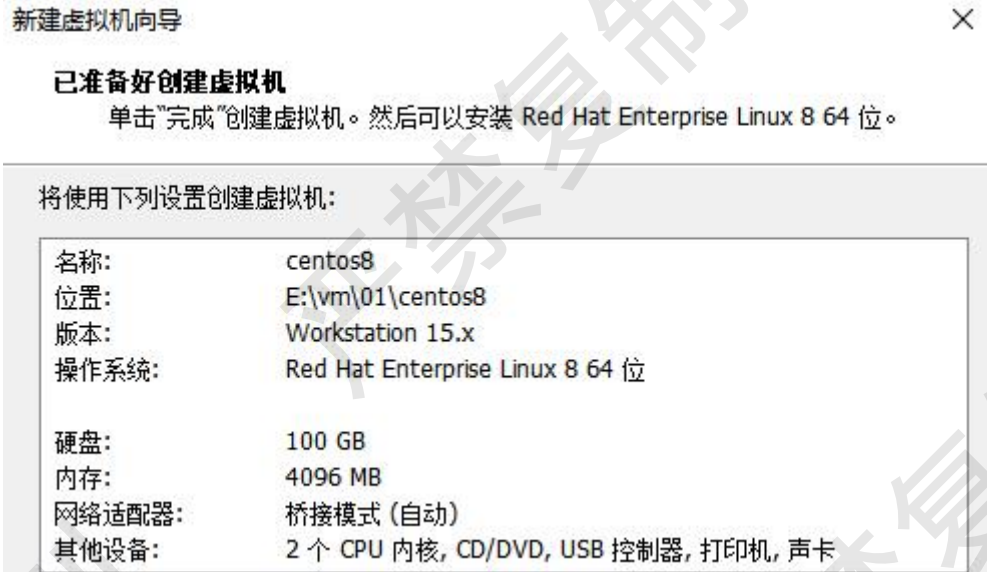 新建虚拟机向导
已准备好创建虚拟机
单击“完成”创建虚拟机。然后可以安装 Red Hat Enterprise Linux 8 64 位。
将使用下列设置创建虚拟机:
名称: centos8
位置: E:\vm\01\centos8
版本: Workstation 15.x
操作系统: Red Hat Enterprise Linux 8 64 位
硬盘: 100 GB
内存: 4096 MB
网络适配器: 桥接模式 (自动)
其他设备: 2 个 CPU 内核, CD/DVD, USB 控制器, 打印机, 声卡
严禁复制